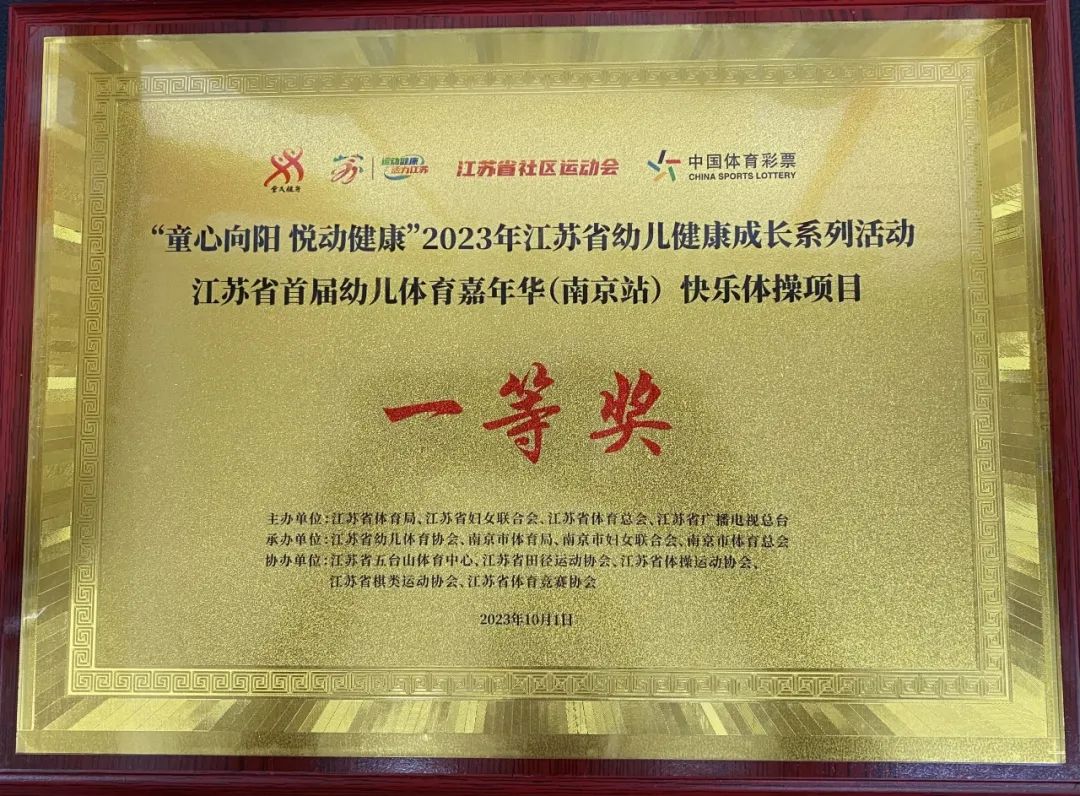 全民健身
苏 运动健康 活力江苏
江苏省社区运动会
中国体育彩票
CHINA SPORTS LOTTERY
“童心向阳 悦动健康”2023年江苏省幼儿健康成长系列活动
江苏省首届幼儿体育嘉年华(南京站) 快乐体操项目
一等奖
主办单位:江苏省体育局、江苏省妇女联合会、江苏省体育总会、江苏省广播电视总台
承办单位:江苏省幼儿体育协会、南京市体育局、南京市妇女联合会、南京市体育总会
协办单位:江苏省五台山体育中心、江苏省田径运动协会、江苏省体操运动协会、
江苏省棋类运动协会、江苏省体育竞赛协会
2023年10月1日